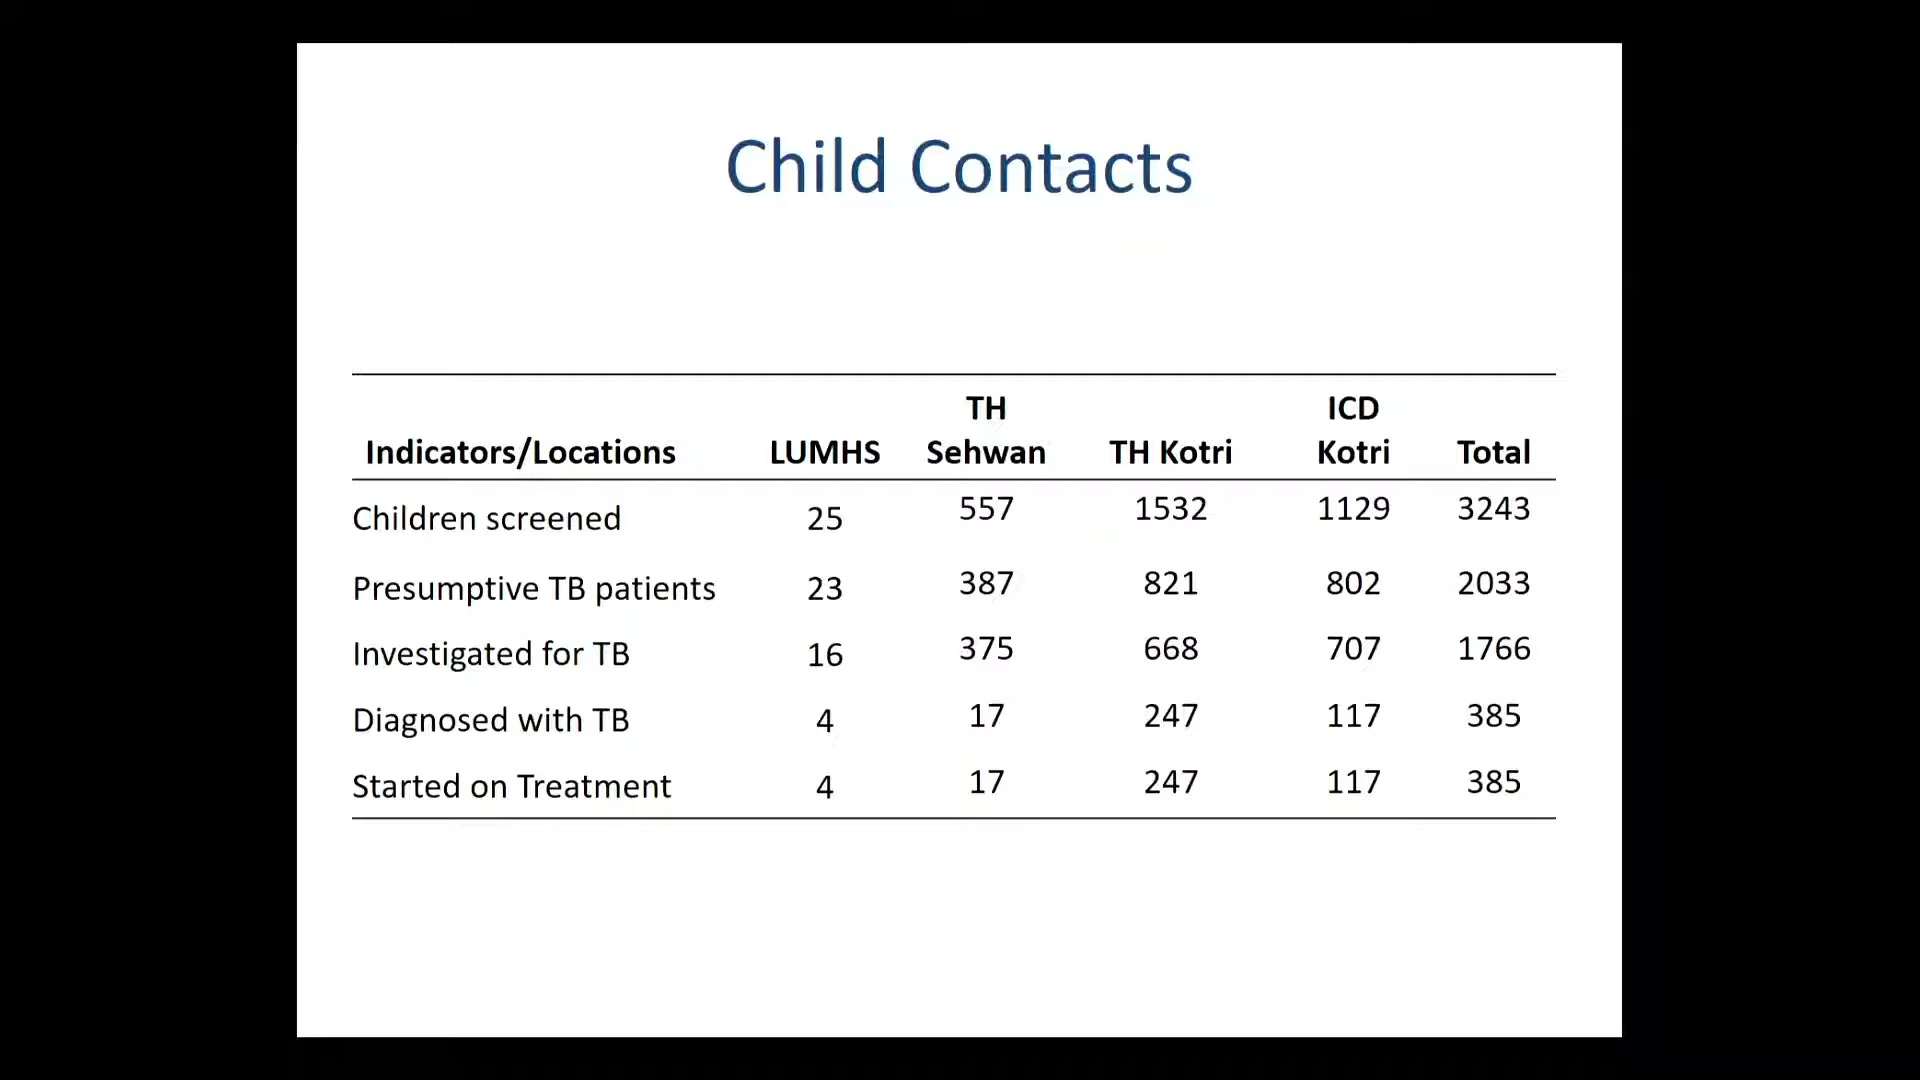 Child Contacts
Indicators/Locations LUMHS TH Sehwan TH Kotri ICD Kotri Total
Children screened 25 557 1532 1129 3243
Presumptive TB patients 23 387 821 802 2033
Investigated for TB 16 375 668 707 1766
Diagnosed with TB 4 17 247 117 385
Started on Treatment 4 17 247 117 385